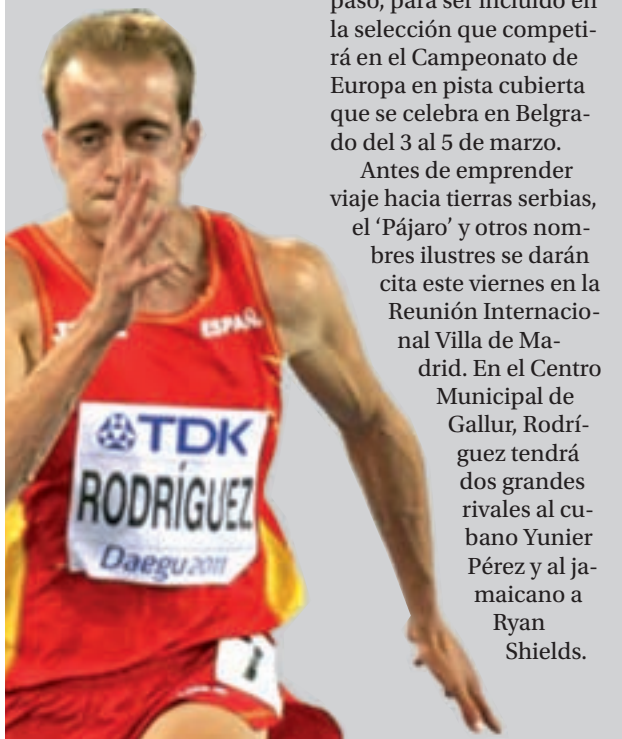 paso, para ser incluido en
la selección que competi-
rá en el Campeonato de
Europa en pista cubierta
que se celebra en Belgra-
do del 3 al 5 de marzo.
Antes de emprender
viaje hacia tierras serbias,
el ‘Pájaro’ y otros nom-
bres ilustres se darán
cita este viernes en la
Reunión Internacio-
nal Villa de Ma-
drid. En el Centro
Municipal de
Gallur, Rodrí-
guez tendrá
dos grandes
rivales al cu-
bano Yunier
Pérez y al ja-
maicano a
Ryan
Shields.
ESPAÑA
TDK
RODRÍGUEZ
Daegu 2011
1